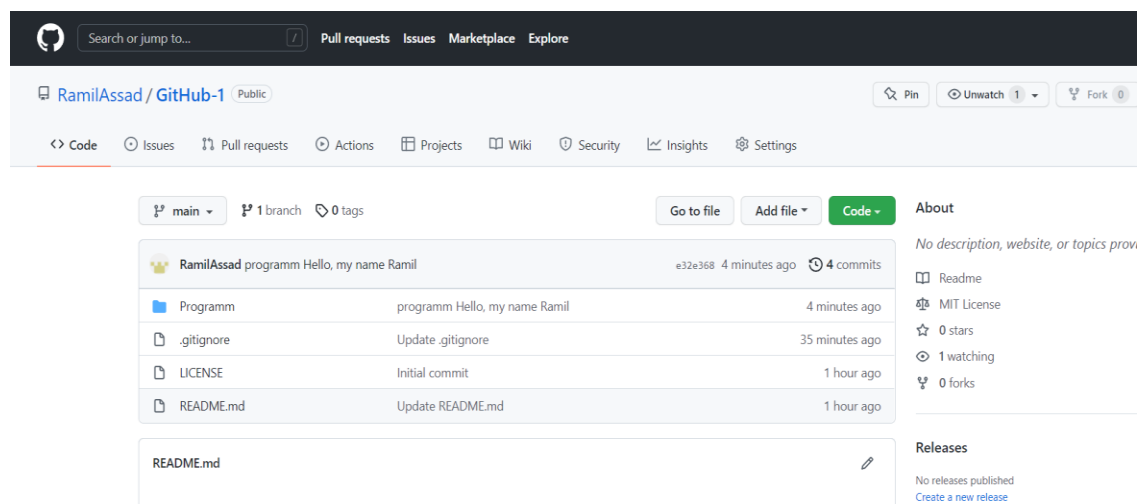 Search or jump to... / Pull requests Issues Marketplace Explore
RamilAssad / GitHub-1 Public Pin Unwatch 1 Fork 0
Code Issues Pull requests Actions Projects Wiki Security Insights Settings
main 1 branch 0 tags Go to file Add file Code
About
No description, website, or topics
RamilAssad programm Hello, my name Ramil e32e368 4 minutes ago 4 commits
Readme
Programm programm Hello, my name Ramil 4 minutes ago
MIT License
.gitignore Update .gitignore 35 minutes ago
0 stars
1 watching
LICENSE Initial commit 1 hour ago
0 forks
README.md Update README.md 1 hour ago
Releases
README.md
No releases published
Create a new release